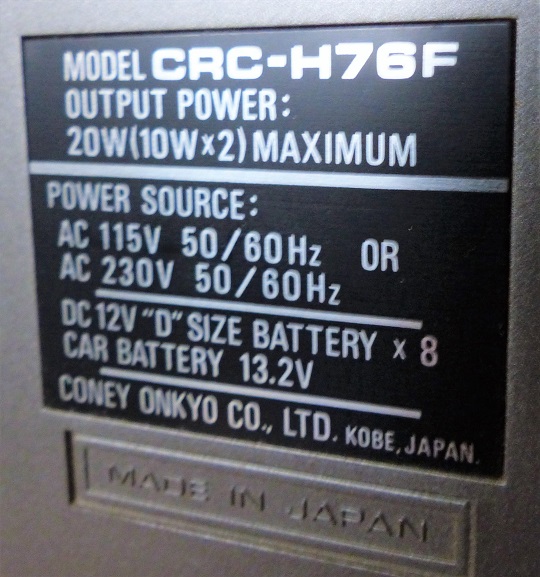 MODEL CRC-H76F
OUTPUT POWER:
20W(10W×2) MAXIMUM
POWER SOURCE:
AC 115V 50/60Hz OR
AC 230V 50/60Hz
DC 12V "D" SIZE BATTERY × 8
CAR BATTERY 13.2V
CONEY ONKYO CO., LTD. KOBE, JAPAN.
MADE IN JAPAN